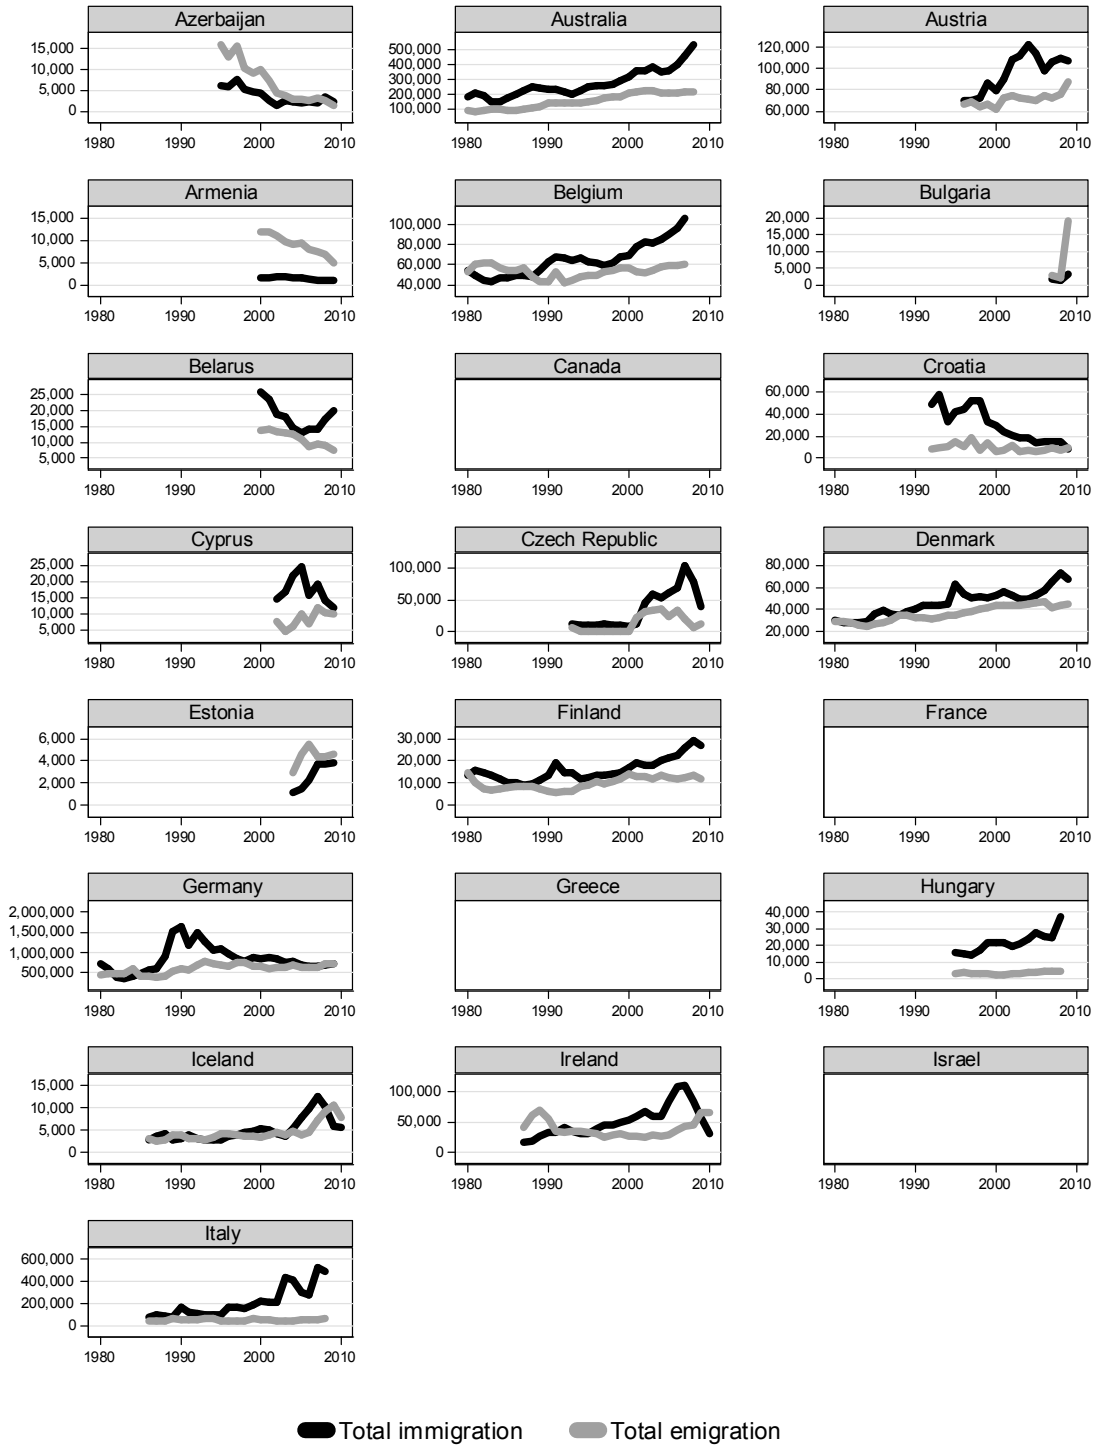 Azerbaijan
15,000
10,000
5,000
0
1980 1990 2000 2010
Australia
500,000
400,000
300,000
20,000
100,000
1980 1990 2000 2010
Austria
120,000
100,000
80,000
60,000
1980 1990 2000 2010
Armenia
15,000
10,000
5,000
0
1980 1990 2000 2010
Belgium
100,000
80,000
60,000
40,000
1980 1990 2000 2010
Bulgaria
20,000
15,000
10,000
5,000
0
1980 1990 2000 2010
Belarus
25,000
20,000
15,000
10,000
5,000
1980 1990 2000 2010
Canada
1980 1990 2000 2010
Croatia
60,000
40,000
20,000
0
1980 1990 2000 2010
Cyprus
25,000
20,000
15,000
10,000
5,000
1980 1990 2000 2010
Czech Republic
100,000
50,000
0
1980 1990 2000 2010
Denmark
80,000
60,000
40,000
20,000
1980 1990 2000 2010
Estonia
6,000
4,000
2,000
0
1980 1990 2000 2010
Finland
30,000
20,000
10,000
0
1980 1990 2000 2010
France
1980 1990 2000 2010
Germany
2,000,000
1,500,000
1,000,000
500,000
1980 1990 2000 2010
Greece
1980 1990 2000 2010
Hungary
40,000
30,000
20,000
10,000
0
1980 1990 2000 2010
Iceland
15,000
10,000
5,000
0
1980 1990 2000 2010
Ireland
100,000
50,000
0
1980 1990 2000 2010
Israel
1980 1990 2000 2010
Italy
600,000
400,000
200,000
0
1980 1990 2000 2010
Total immigration Total emigration